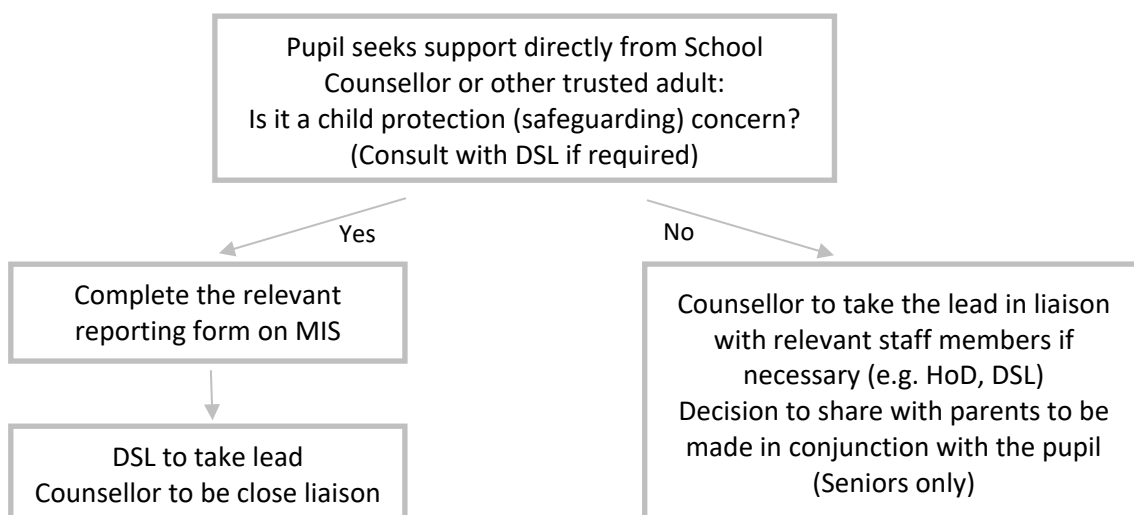 Pupil seeks support directly from School
Counsellor or other trusted adult:
Is it a child protection (safeguarding) concern?
(Consult with DSL if required)
Yes
No
Complete the relevant
reporting form on MIS
Counsellor to take the lead in liaison
with relevant staff members if
necessary (e.g. HoD, DSL)
Decision to share with parents to be
made in conjunction with the pupil
(Seniors only)
DSL to take lead
Counsellor to be close liaison